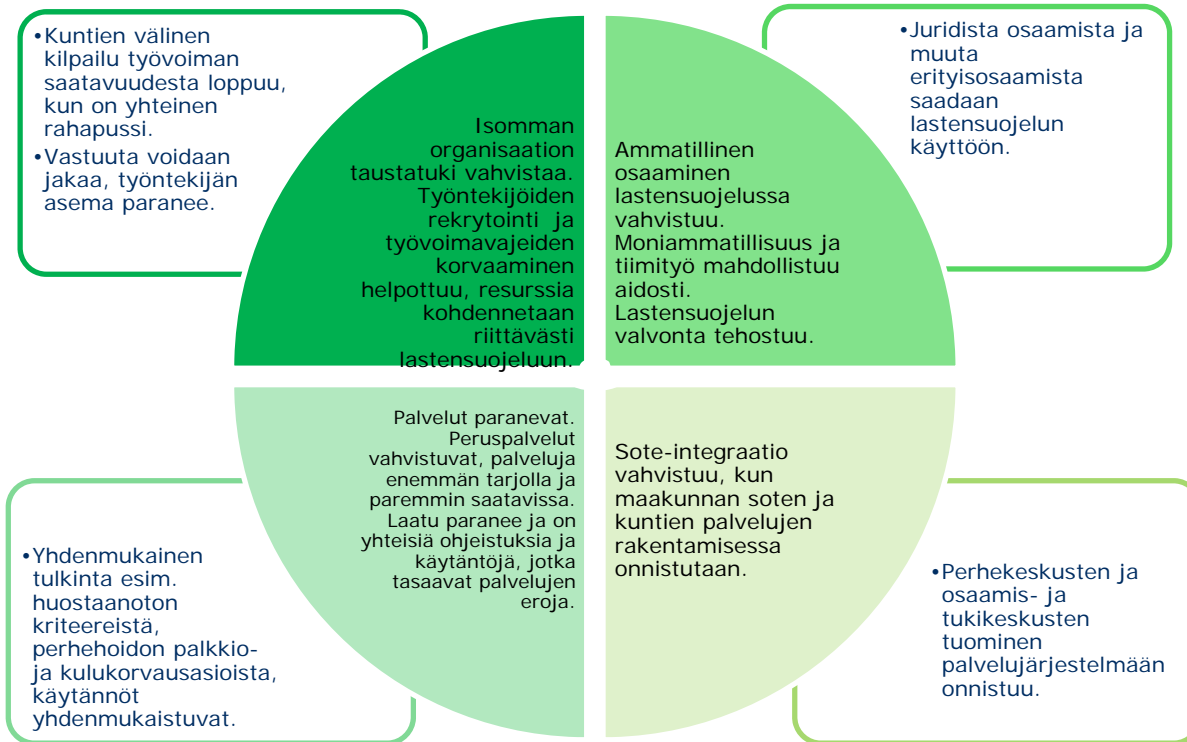 •Kuntien välinen
kilpailu työvoiman
saatavuudesta loppuu,
kun on yhteinen
rahapussi.
•Vastuuta voidaan
jakaa, työntekijän
asema paranee.
Isomman
organisaation
taustatuki vahvistaa.
Työntekijöiden
rekrytointi ja
työvoimavajeiden
korvaaminen
helpottuu, resurssia
kohdennetaan
riittävästi
lastensuojeluun.
Ammatillinen
osaaminen
lastensuojelussa
vahvistuu.
Moniammatillisuus ja
tiimityö mahdollistuu
aidosti.
Lastensuojelun
valvonta tehostuu.
•Juridista osaamista ja
muuta
erityisosaamista
saadaan
lastensuojelun
käyttöön.
•Yhdenmukainen
tulkinta esim.
huostaanoton
kriteereistä,
perhehoidon palkkio-
ja kulukorvausasioista,
käytännöt
yhdenmukaistuvat.
Palvelut paranevat.
Peruspalvelut
vahvistuvat, palveluja
enemmän tarjolla ja
paremmin saatavissa.
Laatu paranee ja on
yhteisiä ohjeistuksia ja
käytäntöjä, jotka
tasaavat palvelujen
eroja.
Sote-integraatio
vahvistuu, kun
maakunnan soten ja
kuntien palvelujen
rakentamisessa
onnistutaan.
•Perhekeskusten ja
osaamis- ja
tukikeskusten
tuominen
palvelujärjestelmään
onnistuu.